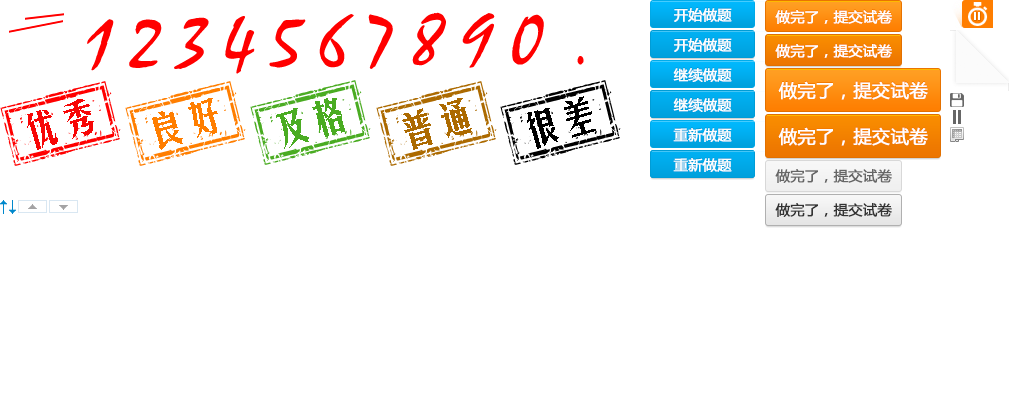 1234567890.
优秀
良好
及格
普通
很差
开始做题
开始做题
继续做题
继续做题
重新做题
重新做题
做完了，提交试卷
做完了，提交试卷
做完了，提交试卷
做完了，提交试卷
做完了，提交试卷
做完了，提交试卷